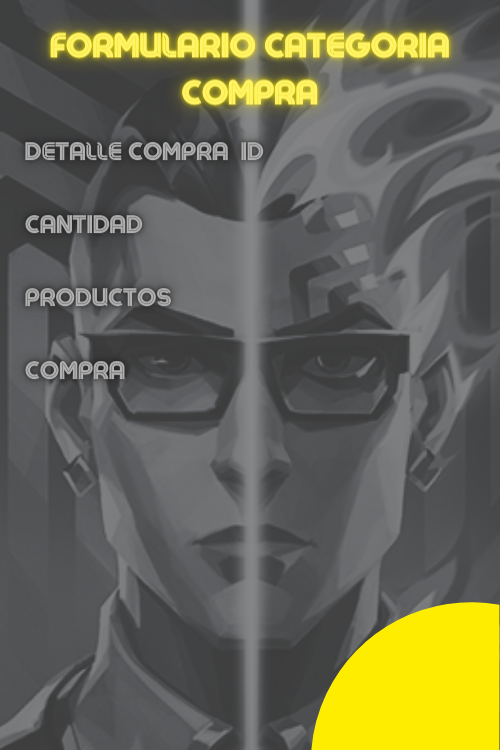 FORMULARIO CATEGORIA
COMPRA
DETALLE COMPRA ID
CANTIDAD
PRODUCTOS
COMPRA